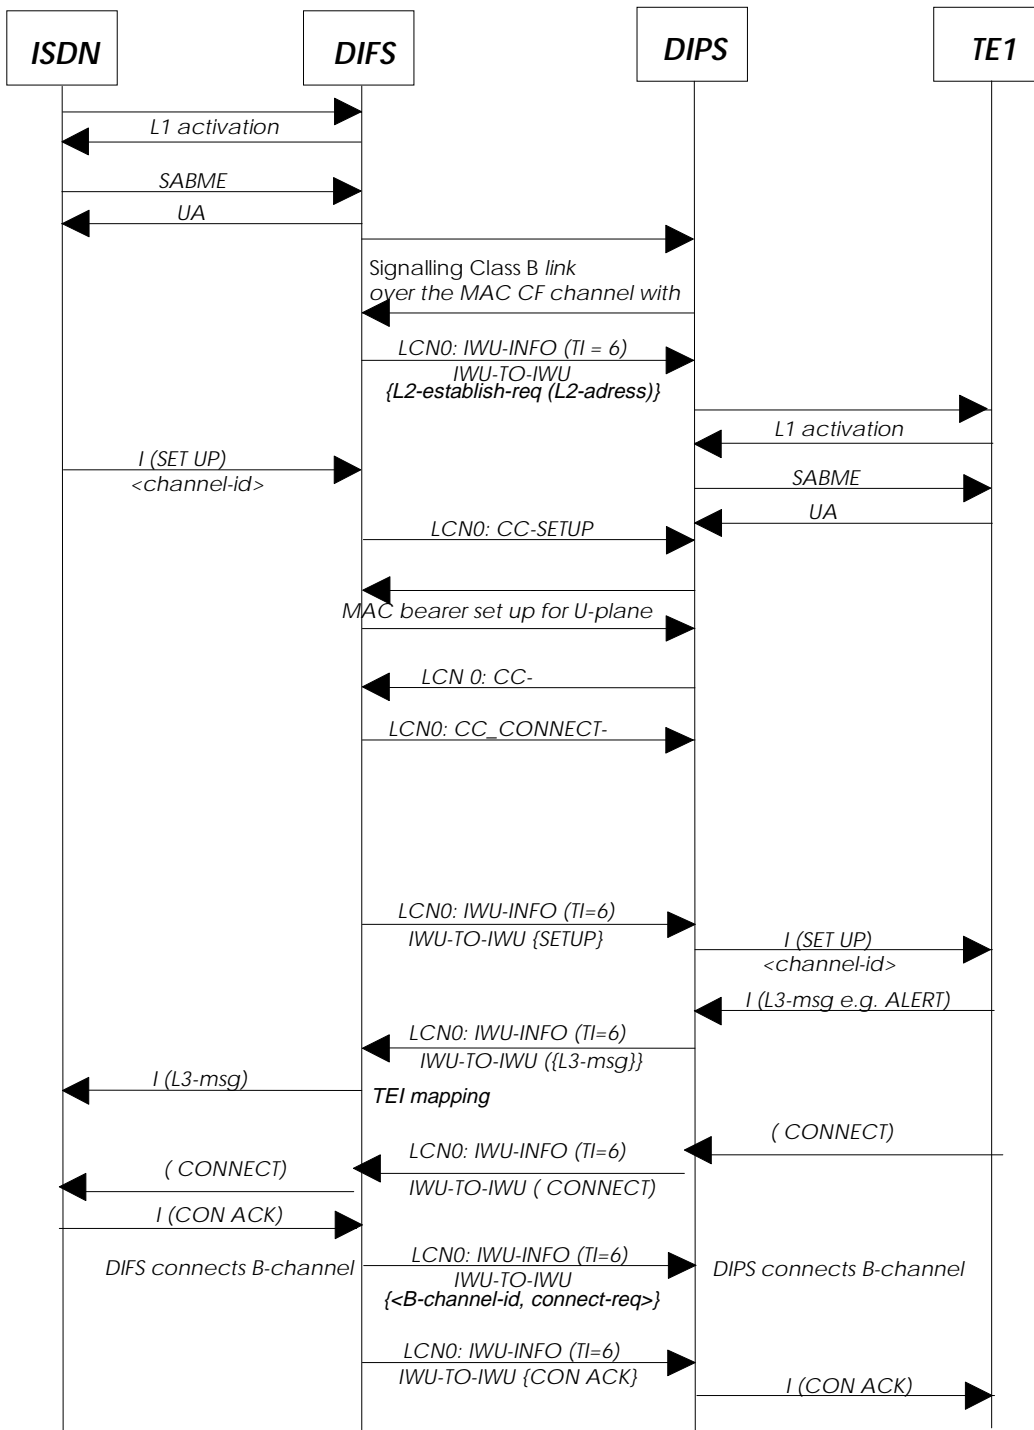 ISDN
DIFS
DIPS
TE1
L1 activation
SABME
UA
Signalling Class B link
over the MAC CF channel with
LCN0: IWU-INFO (TI = 6)
IWU-TO-IWU
{L2-establish-req (L2-adress)}
L1 activation
I (SET UP)
<channel-id>
SABME
UA
LCN0: CC-SETUP
MAC bearer set up for U-plane
LCN 0: CC-
LCN0: CC_CONNECT-
LCN0: IWU-INFO (TI=6)
IWU-TO-IWU {SETUP}
I (SET UP)
<channel-id>
I (L3-msg e.g. ALERT)
LCN0: IWU-INFO (TI=6)
IWU-TO-IWU ({L3-msg}}
I (L3-msg)
TEI mapping
( CONNECT)
LCN0: IWU-INFO (TI=6)
( CONNECT)
IWU-TO-IWU ( CONNECT)
I (CON ACK)
DIFS connects B-channel
LCN0: IWU-INFO (TI=6)
IWU-TO-IWU
{<B-channel-id, connect-req>}
DIPS connects B-channel
LCN0: IWU-INFO (TI=6)
IWU-TO-IWU {CON ACK}
I (CON ACK)